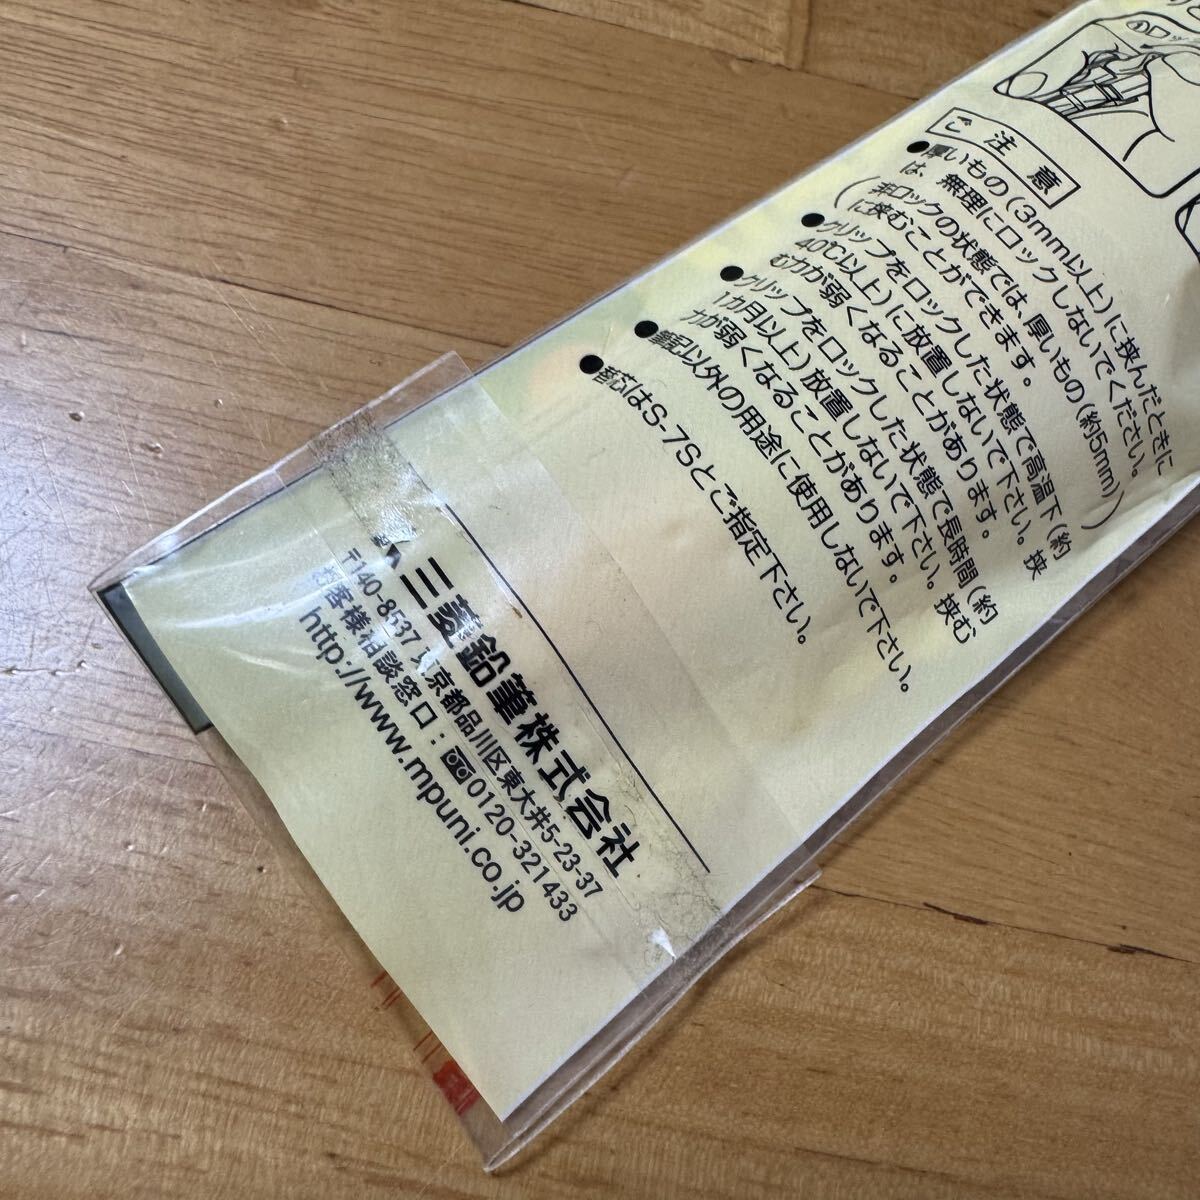 ①ロック
ご注意
●厚いもの(3mm以上)に挟んだときに
は、無理にロックしないでください。
(非ロックの状態では、厚いもの(約5mm)
に挟むことができます。)
●クリップをロックした状態で高温下(約
40℃以上)に放置しないで下さい。挟
む力が弱くなることがあります。
●クリップをロックした状態で長時間(約
1カ月以上)放置しないで下さい。挟む
力が弱くなることがあります。
●筆記以外の用途に使用しないで下さい。
●替芯はS-7Sとご指定下さい。
三菱鉛筆株式会社
〒140-8537 東京都品川区東大井5-23-37
お客様相談窓口:0120-321433
http://www.mpuni.co.jp